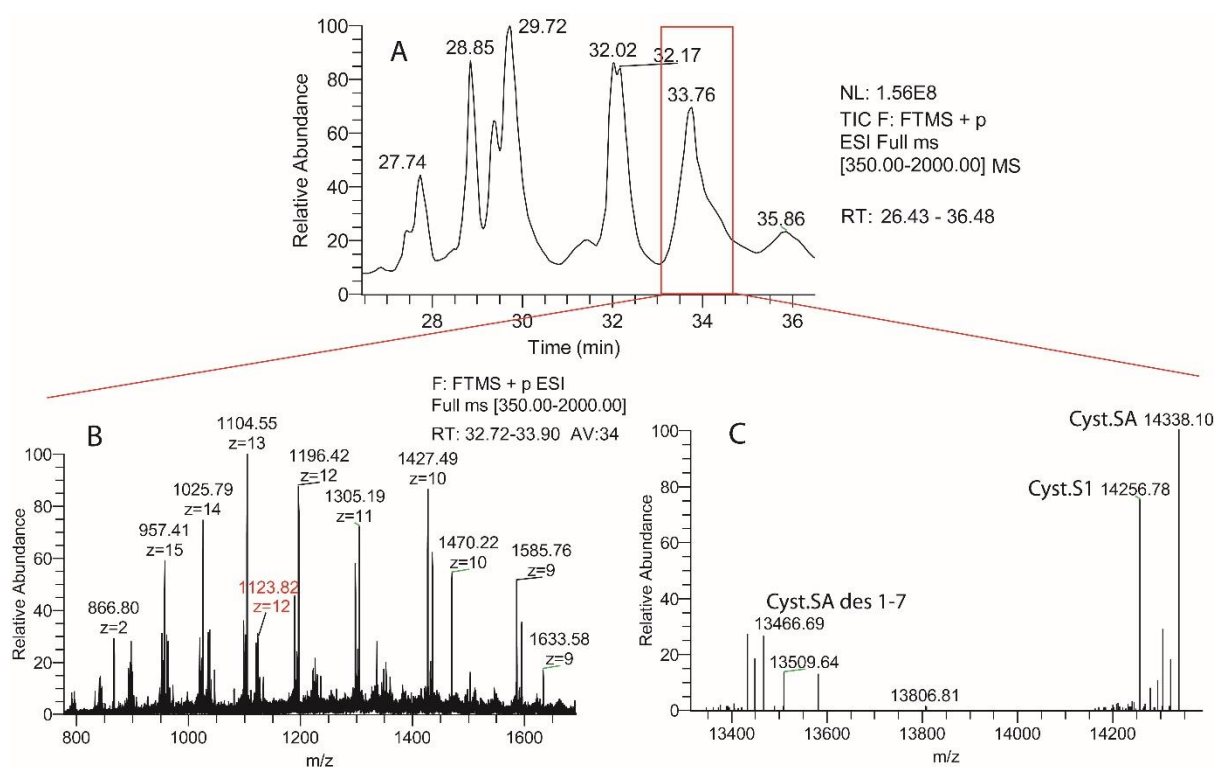 A
29.72
28.85
32.02
32.17
33.76
27.74
35.86
100
80
60
40
20
0
Relative Abundance
28
30
32
34
36
Time (min)
NL: 1.56E8
TIC F: FTMS + p
ESI Full ms
[350.00-2000.00] MS
RT: 26.43 - 36.48
F: FTMS + p ESI
Full ms [350.00-2000.00]
RT: 32.72-33.90 AV:34
B
1104.55
z=13
1196.42
z=12
1427.49
z=10
1025.79
z=14
1305.19
z=11
957.41
z=15
1470.22
z=10
1585.76
z=9
1123.82
z=12
866.80
z=2
1633.58
z=9
100
80
60
40
20
0
Relative Abundance
800
1000
1200
1400
1600
m/z
C
Cyst.SA 14338.10
Cyst.S1 14256.78
Cyst.SA des 1-7
13466.69
13509.64
13806.81
100
80
60
40
20
0
Relative Abundance
13400
13600
13800
14000
14200
m/z